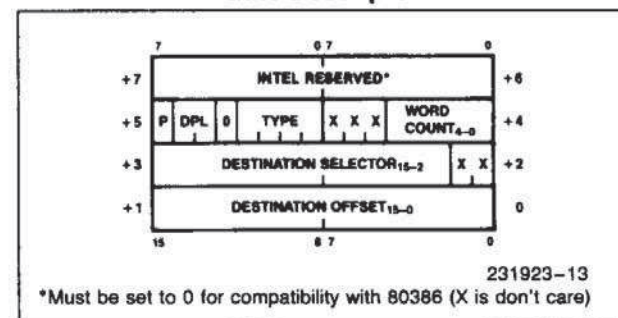 7 0 7 0
+7 INTEL RESERVED* +6
+5 P DPL 0 TYPE X X X WORD COUNT4–0 +4
+3 DESTINATION SELECTOR15–2 X X +2
+1 DESTINATION OFFSET15–0 0
15 8 7 0
231923–13
*Must be set to 0 for compatibility with 80386 (X is don't care)